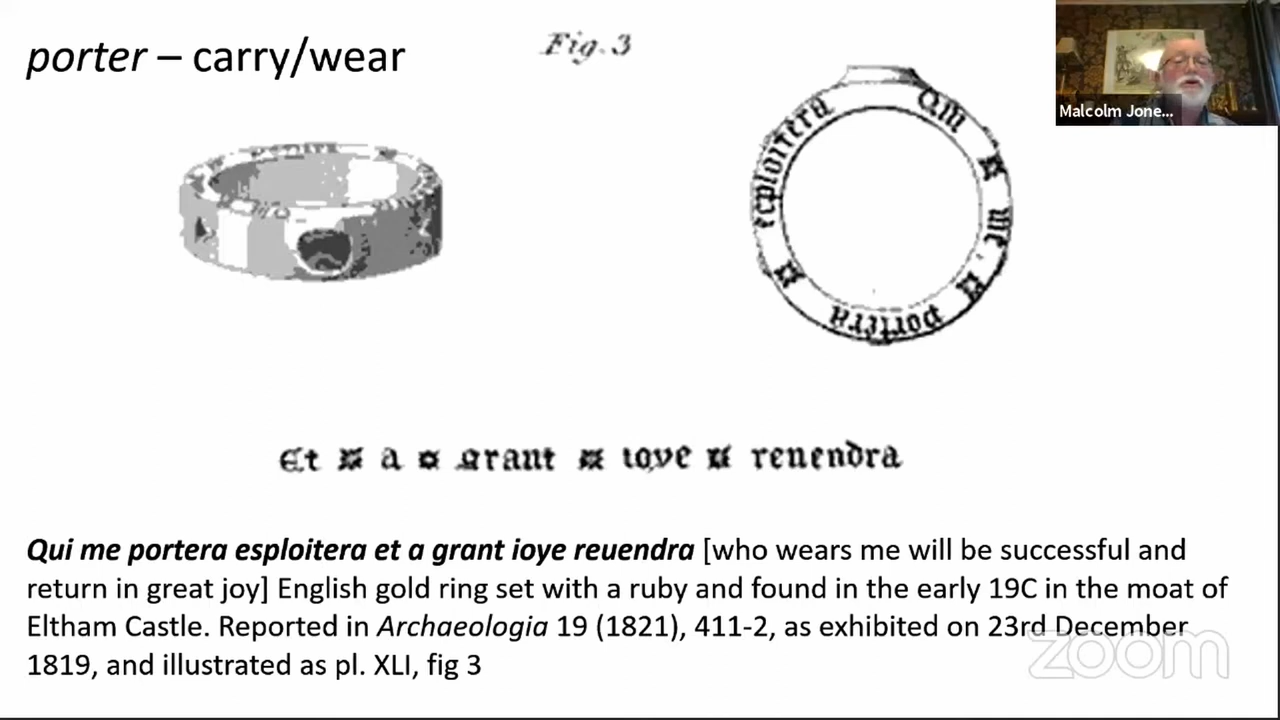 porter – carry/wear
Fig. 3
Malcolm Jone...
Qui ¤ me ¤ portera ¤ ecploitera
Et ¤ a ¤ grant ¤ ioye ¤ reuendra
Qui me portera esploitera et a grant ioye reuendra [who wears me will be successful and
return in great joy] English gold ring set with a ruby and found in the early 19C in the moat of
Eltham Castle. Reported in Archaeologia 19 (1821), 411-2, as exhibited on 23rd December
1819, and illustrated as pl. XLI, fig 3
zoom